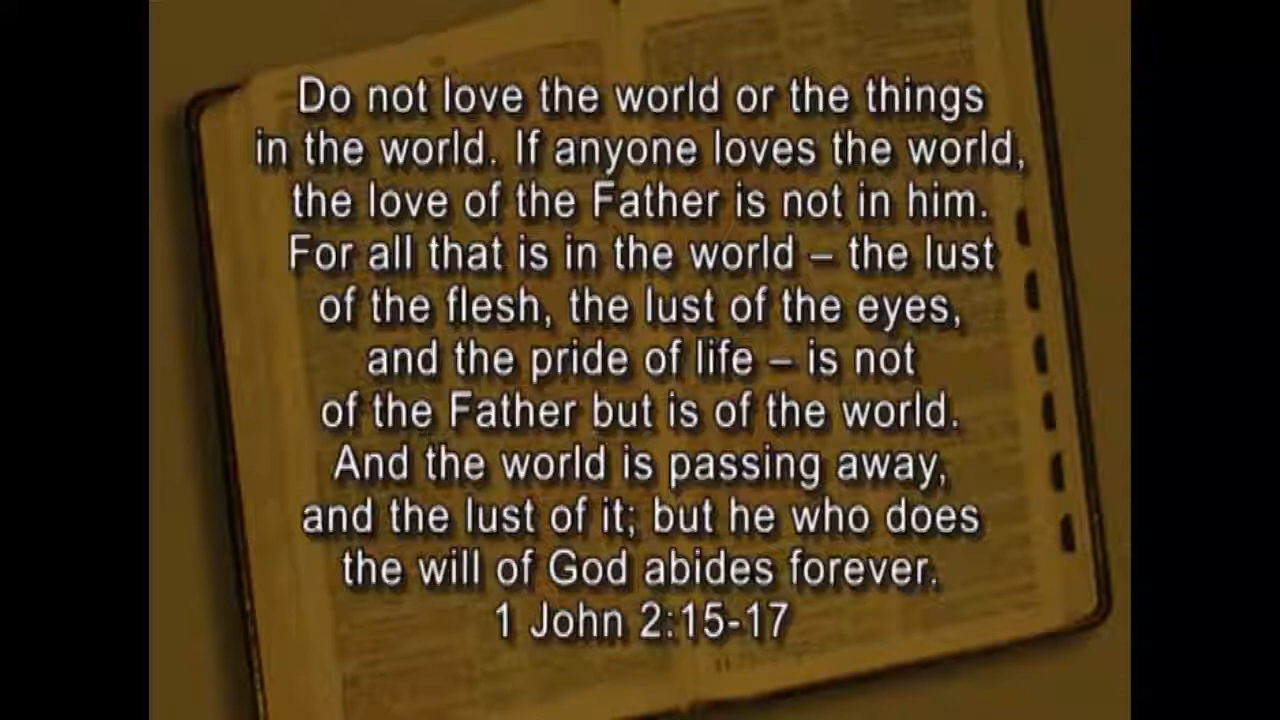 Do not love the world or the things
in the world. If anyone loves the world,
the love of the Father is not in him.
For all that is in the world – the lust
of the flesh, the lust of the eyes,
and the pride of life – is not
of the Father but is of the world.
And the world is passing away,
and the lust of it; but he who does
the will of God abides forever.
1 John 2:15-17